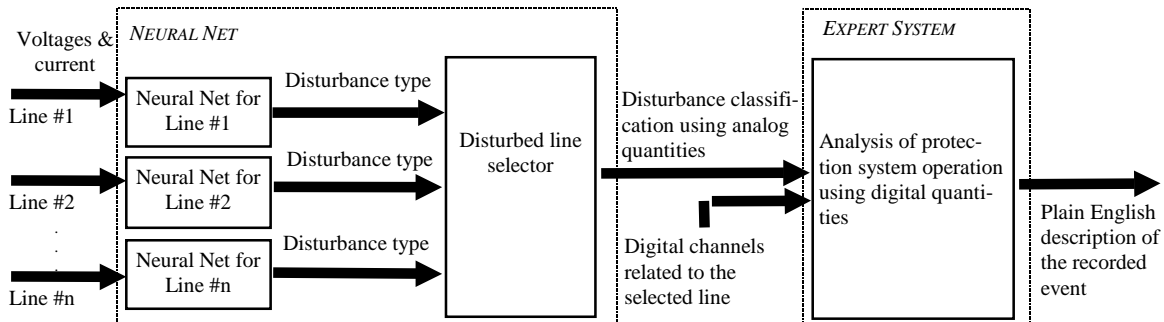 NEURAL NET
EXPERT SYSTEM
Voltages &
current
Line #1
Line #2
.
.
.
Line #n
Neural Net for
Line #1
Neural Net for
Line #2
Neural Net for
Line #n
Disturbance type
Disturbance type
Disturbance type
Disturbed line
selector
Disturbance classifi-
cation using analog
quantities
Digital channels
related to the
selected line
Analysis of protec-
tion system operation
using digital quanti-
ties
Plain English
description of
the recorded
event